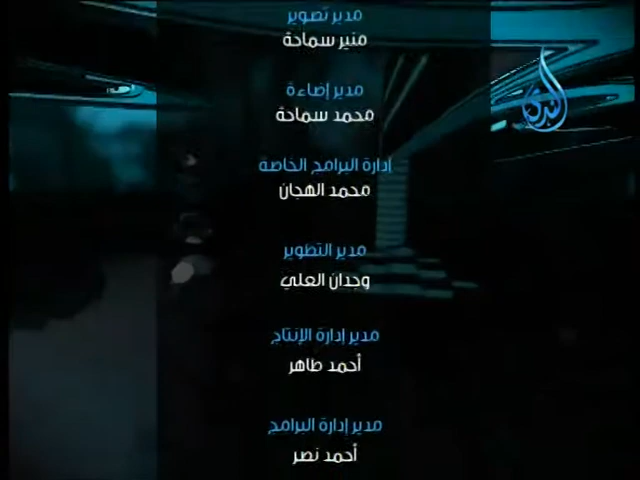 مدير تصوير
منير سماحة
مدير إضاءة
محمد سماحة
إدارة البرامج الخاصة
محمد الهجان
مدير التطوير
وجدان العلي
مدير إدارة الإنتاج
أحمد طاهر
مدير إدارة البرامج
أحمد نصر
الندى